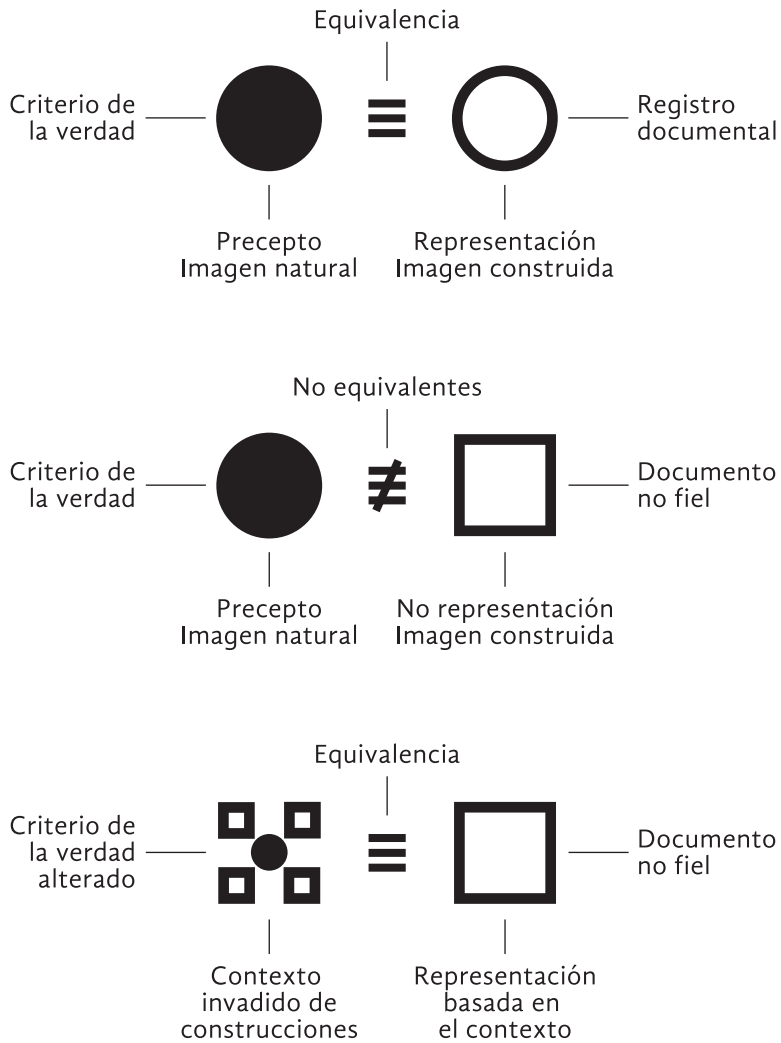 Equivalencia
Criterio de
la verdad
Registro
documental
Precepto
Imagen natural
Representación
Imagen construida
No equivalentes
Criterio de
la verdad
Documento
no fiel
Precepto
Imagen natural
No representación
Imagen construida
Equivalencia
Criterio de
la verdad
alterado
Documento
no fiel
Contexto
invadido de
construcciones
Representación
basada en
el contexto